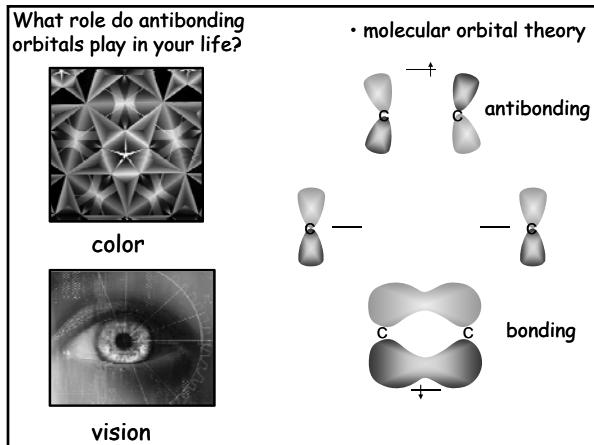 What role do antibonding
orbitals play in your life?
• molecular orbital theory
C
C
antibonding
color
C
C
C
C
bonding
vision